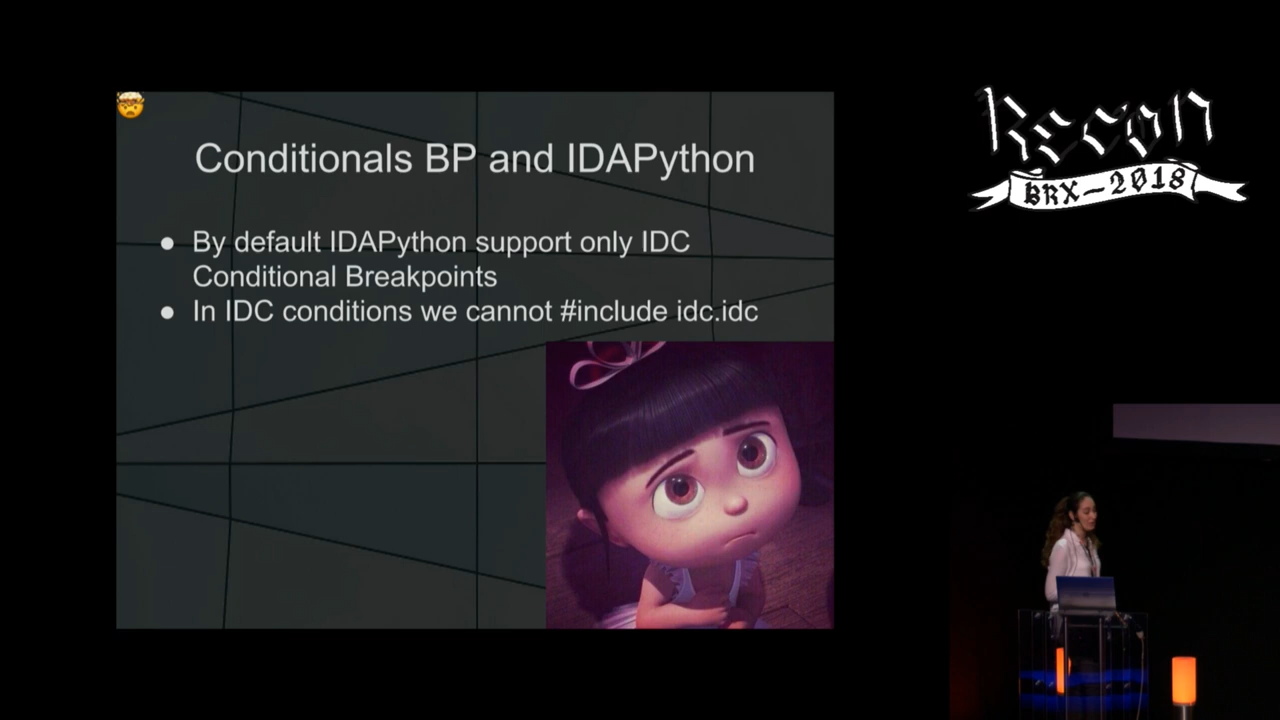 Conditionals BP and IDAPython
● By default IDAPython support only IDC
Conditional Breakpoints
● In IDC conditions we cannot #include idc.idc
Recon
BRX-2018